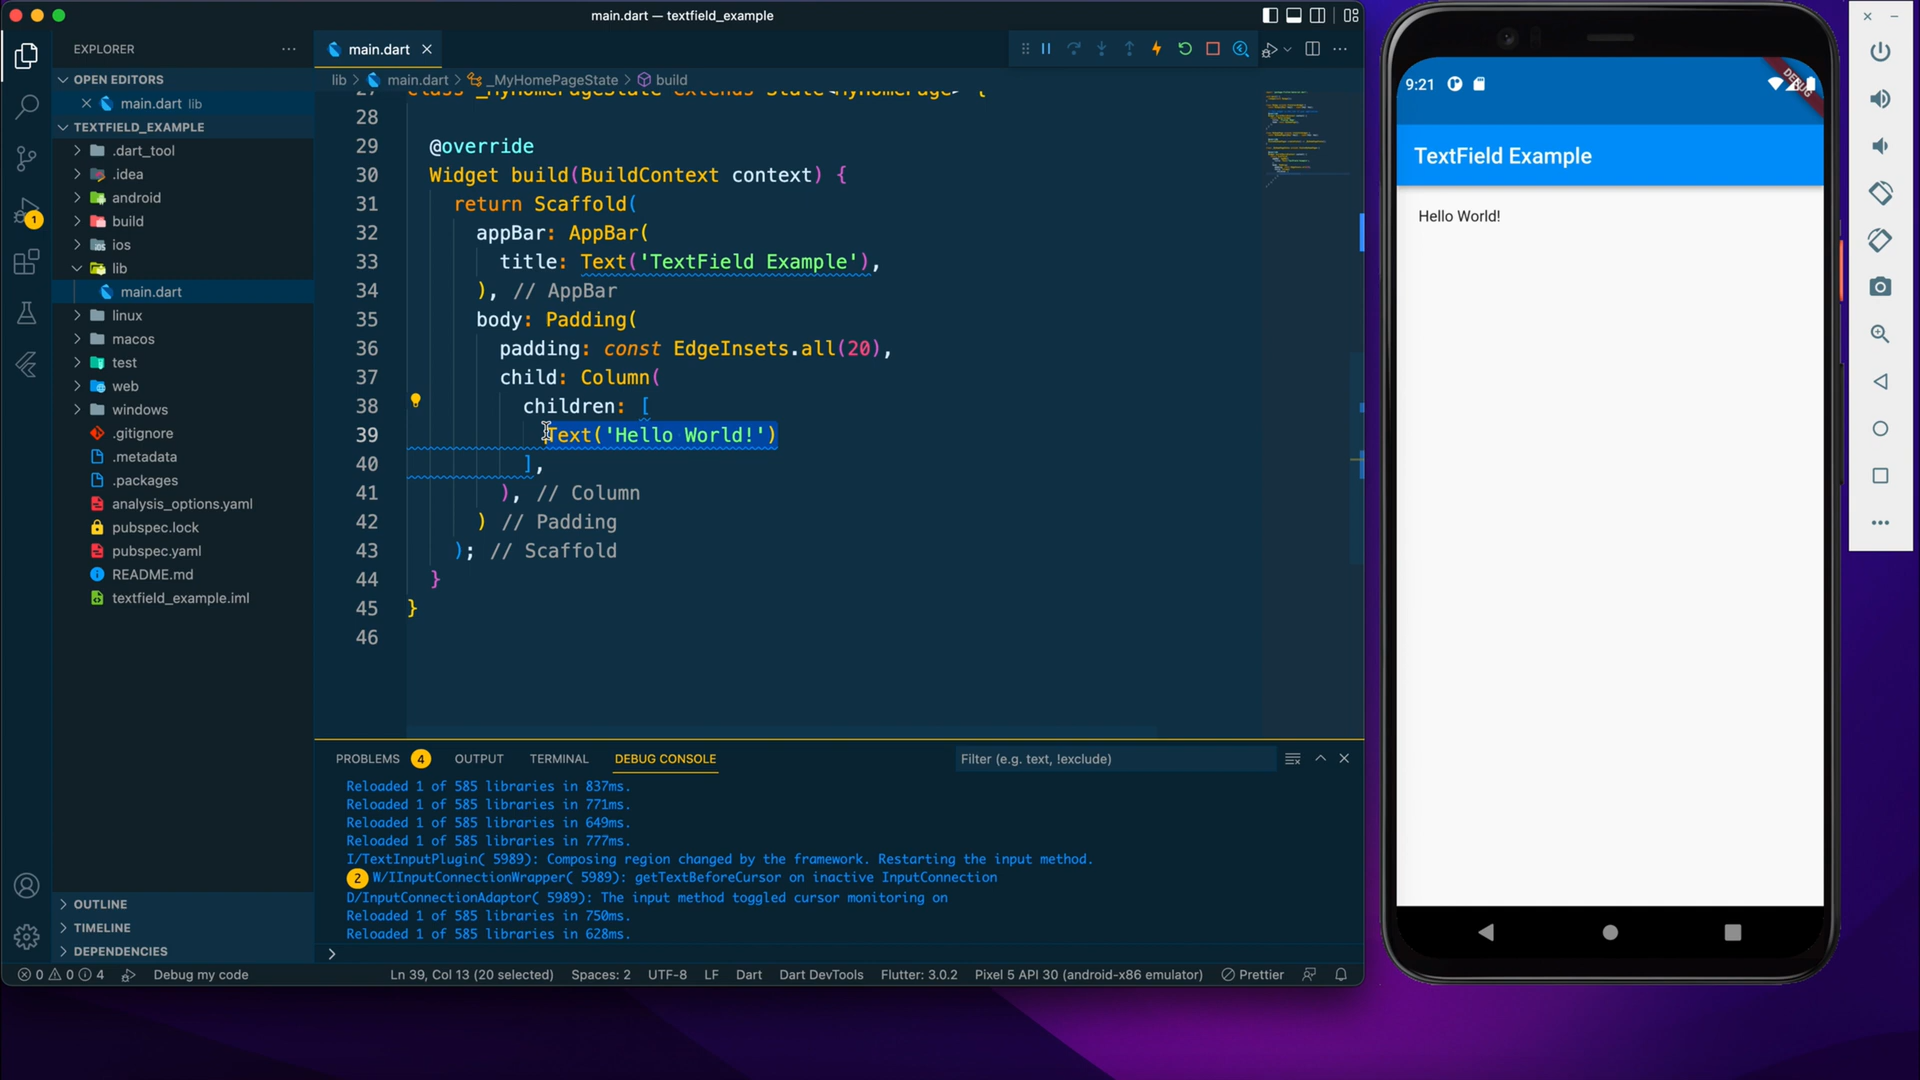 main.dart — textfield_example
EXPLORER
OPEN EDITORS
main.dart lib
TEXTFIELD_EXAMPLE
.dart_tool
.idea
android
build
ios
lib
main.dart
linux
macos
test
web
windows
.gitignore
.metadata
.packages
analysis_options.yaml
pubspec.lock
pubspec.yaml
README.md
textfield_example.iml
OUTLINE
TIMELINE
DEPENDENCIES
1
main.dart
lib > main.dart > _MyHomePageState > build
27 class _MyHomePageState extends State<MyHomePage> {
28
29 @override
30 Widget build(BuildContext context) {
31 return Scaffold(
32 appBar: AppBar(
33 title: Text('TextField Example'),
34 ), // AppBar
35 body: Padding(
36 padding: const EdgeInsets.all(20),
37 child: Column(
38 children: [
39 Text('Hello World!')
40 ],
41 ), // Column
42 ) // Padding
43 ); // Scaffold
44 }
45 }
46
PROBLEMS 4 OUTPUT TERMINAL DEBUG CONSOLE Filter (e.g. text, !exclude)
Reloaded 1 of 585 libraries in 837ms.
Reloaded 1 of 585 libraries in 771ms.
Reloaded 1 of 585 libraries in 649ms.
Reloaded 1 of 585 libraries in 777ms.
I/TextInputPlugin( 5989): Composing region changed by the framework. Restarting the input method.
2 W/IInputConnectionWrapper( 5989): getTextBeforeCursor on inactive InputConnection
D/InputConnectionAdaptor( 5989): The input method toggled cursor monitoring on
Reloaded 1 of 585 libraries in 750ms.
Reloaded 1 of 585 libraries in 628ms.
0 0 4 Debug my code Ln 39, Col 13 (20 selected) Spaces: 2 UTF-8 LF Dart Dart DevTools Flutter: 3.0.2 Pixel 5 API 30 (android-x86 emulator) Prettier
9:21
DEBUG
TextField Example
Hello World!